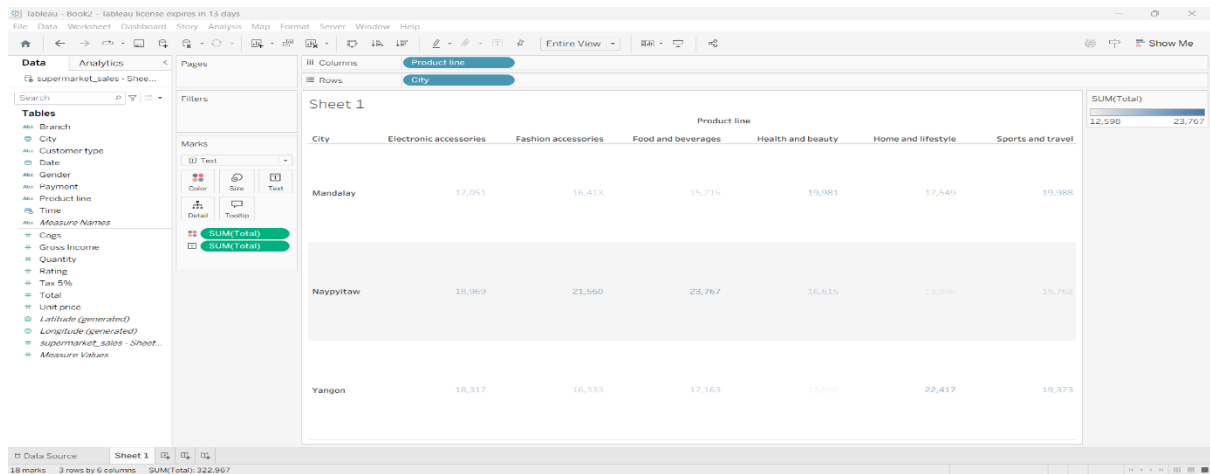 Tableau - Book2 - Tableau license expires in 13 days
File Data Worksheet Dashboard Story Analysis Map Format Server Window Help
Entire View
Show Me
Data Analytics
supermarket_sales - Shee...
Search
Tables
Abc Branch
City
Abc Customer type
Date
Abc Gender
Abc Payment
Abc Product line
Time
Abc Measure Names
Cogs
Gross Income
Quantity
Rating
Tax 5%
Total
Unit price
Latitude (generated)
Longitude (generated)
supermarket_sales - Sheet...
Measure Values
Pages
Filters
Marks
Text
Color Size Text
Detail Tooltip
SUM(Total)
SUM(Total)
Columns Product line
Rows City
Sheet 1
Product line
City Electronic accessories Fashion accessories Food and beverages Health and beauty Home and lifestyle Sports and travel
Mandalay 17,051 16,413 15,215 19,981 17,549 19,988
Naypyitaw 18,969 21,560 23,767 16,615 15,762
Yangon 18,317 16,333 17,163 22,417 19,373
SUM(Total)
12,598 23,767
Data Source Sheet 1
18 marks 3 rows by 6 columns SUM(Total): 322,967